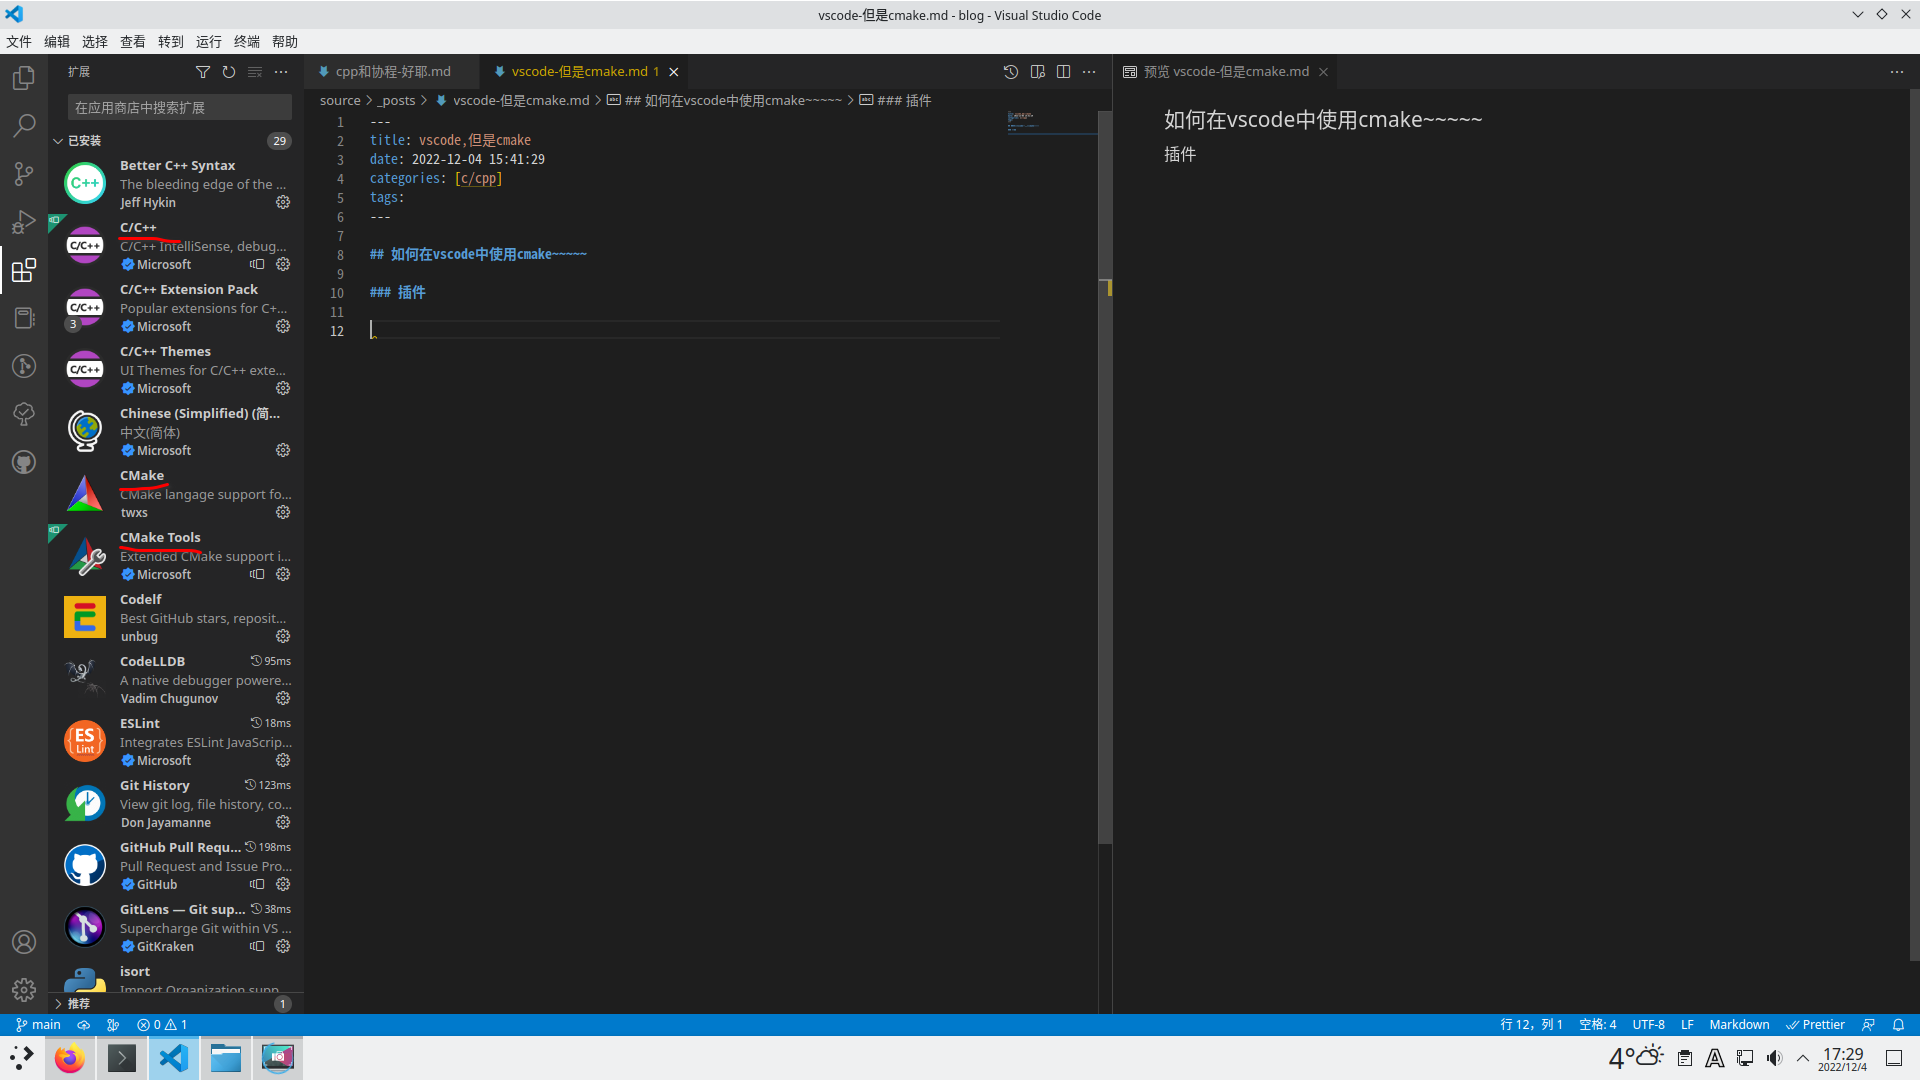 vscode-但是cmake.md - blog - Visual Studio Code
文件 编辑 选择 查看 转到 运行 终端 帮助
扩展
在应用商店中搜索扩展
已安装 29
Better C++ Syntax
The bleeding edge of the ...
Jeff Hykin
C/C++
C/C++ IntelliSense, debug...
Microsoft
C/C++ Extension Pack
Popular extensions for C+...
3
Microsoft
C/C++ Themes
UI Themes for C/C++ exte...
Microsoft
Chinese (Simplified) (简...
中文(简体)
Microsoft
CMake
CMake langage support fo...
twxs
CMake Tools
Extended CMake support i...
Microsoft
Codelf
Best GitHub stars, reposit...
unbug
CodeLLDB 95ms
A native debugger powere...
Vadim Chugunov
ESLint 18ms
Integrates ESLint JavaScrip...
Microsoft
Git History 123ms
View git log, file history, co...
Don Jayamanne
GitHub Pull Requ... 198ms
Pull Request and Issue Pro...
GitHub
GitLens — Git sup... 38ms
Supercharge Git within VS ...
GitKraken
isort
Import Organization supp
推荐 1
cpp和协程-好耶.md
vscode-但是cmake.md 1
source > _posts > vscode-但是cmake.md > ## 如何在vscode中使用cmake~~~~~ > ### 插件
1 ---
2 title: vscode,但是cmake
3 date: 2022-12-04 15:41:29
4 categories: [c/cpp]
5 tags:
6 ---
7
8 ## 如何在vscode中使用cmake~~~~~
9
10 ### 插件
11
12
预览 vscode-但是cmake.md
如何在vscode中使用cmake~~~~~
插件
main 0 1
行 12，列 1 空格: 4 UTF-8 LF Markdown Prettier
4° A 17:29
2022/12/4